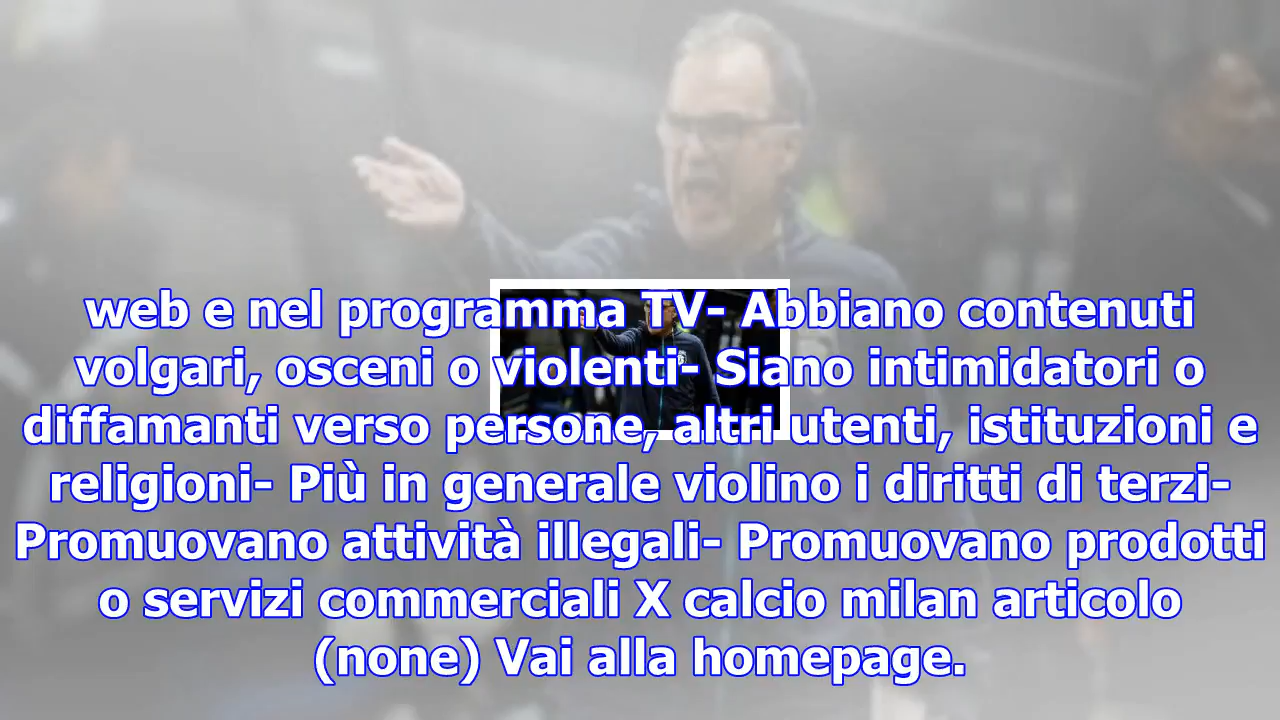 web e nel programma TV- Abbiano contenuti
volgari, osceni o violenti- Siano intimidatori o
diffamanti verso persone, altri utenti, istituzioni e
religioni- Più in generale violino i diritti di terzi-
Promuovano attività illegali- Promuovano prodotti
o servizi commerciali X calcio milan articolo
(none) Vai alla homepage.